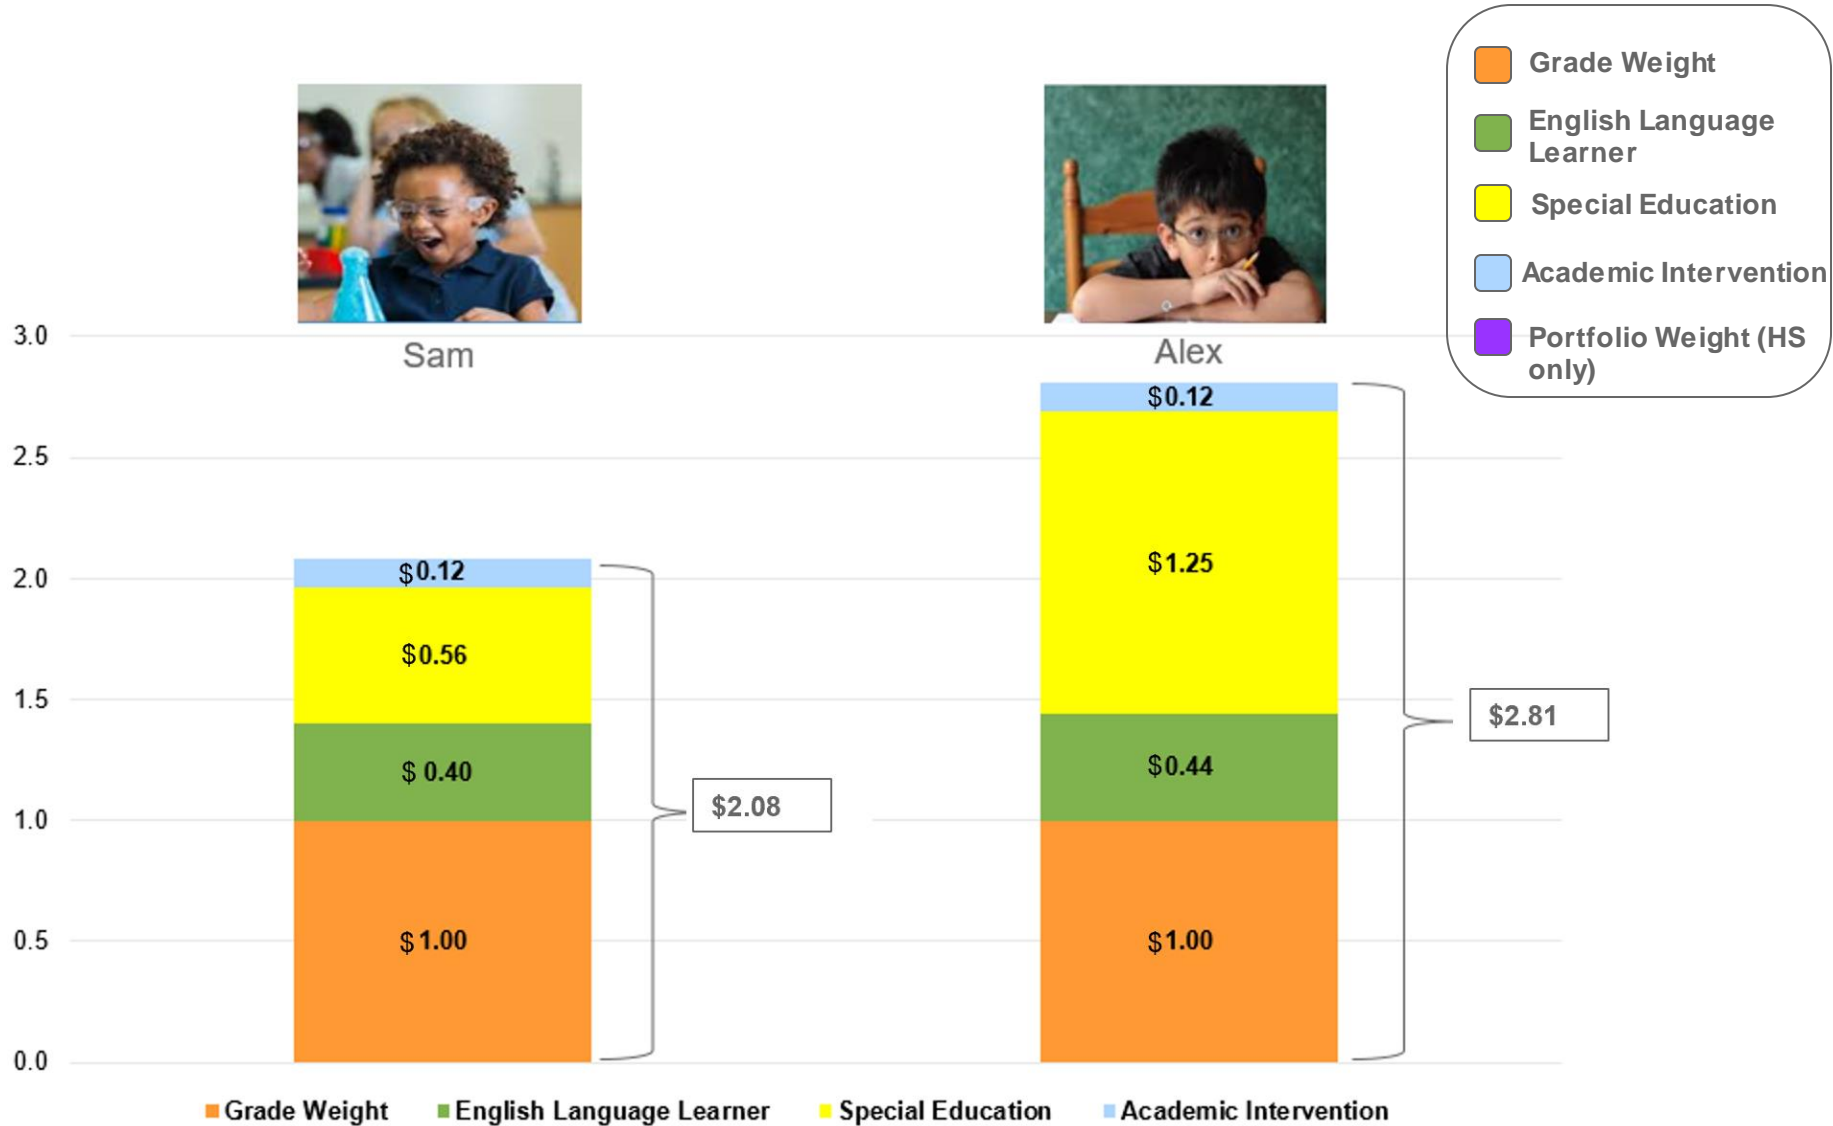 Grade Weight
English Language
Learner
Special Education
Academic Intervention
Portfolio Weight (HS
only)
Sam
Alex
3.0
2.5
2.0
1.5
1.0
0.5
0.0
$0.12
$0.56
$ 0.40
$1.00
$2.08
$0.12
$1.25
$0.44
$1.00
$2.81
Grade Weight English Language Learner Special Education Academic Intervention